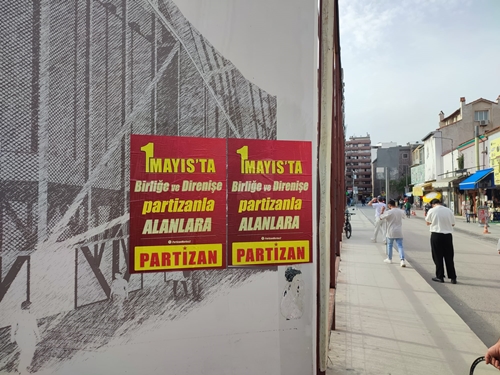 1 MAYIS'TA
Birliğe ve Direnişe
partizanla
ALANLARA
PARTİZAN
1 MAYIS'TA
Birliğe ve Direnişe
partizanla
ALANLARA
PARTİZAN